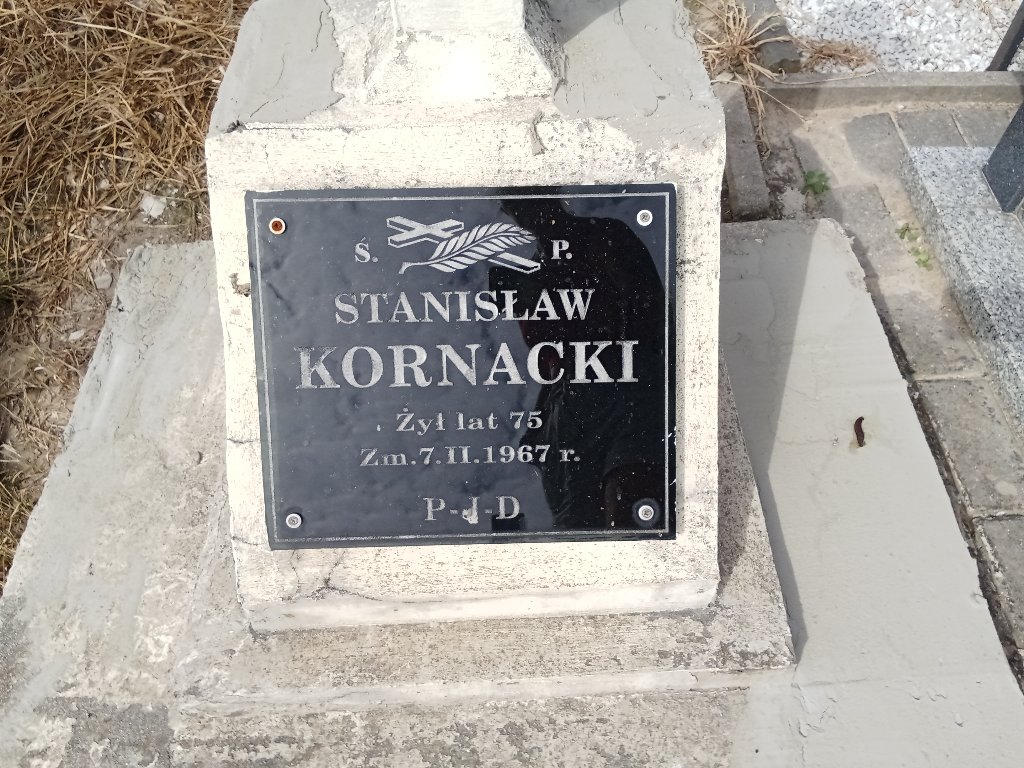 S. P.
STANISŁAW
KORNACKI
Żył lat 75
Zm.7.II.1967 r.
P-J-D